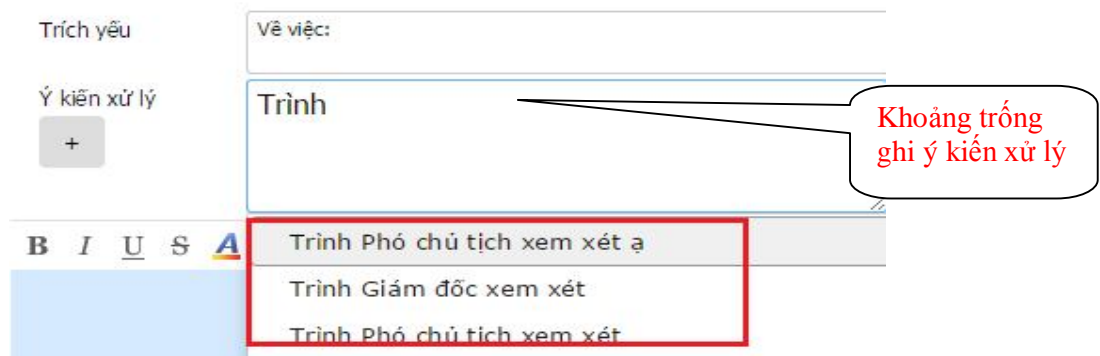 Trích yếu
Về việc:
Ý kiến xử lý
Trình
+
Khoảng trống
ghi ý kiến xử lý
B I U S A
Trình Phó chủ tịch xem xét ạ
Trình Giám đốc xem xét
Trình Phó chủ tịch xem xét